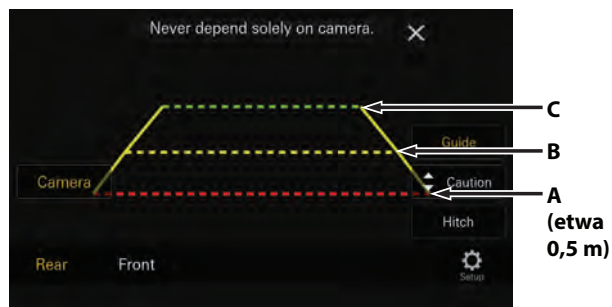 Never depend solely on camera.
C
Guide
B
Camera
Caution
A
(etwa
0,5 m)
Hitch
Rear
Front
Setup